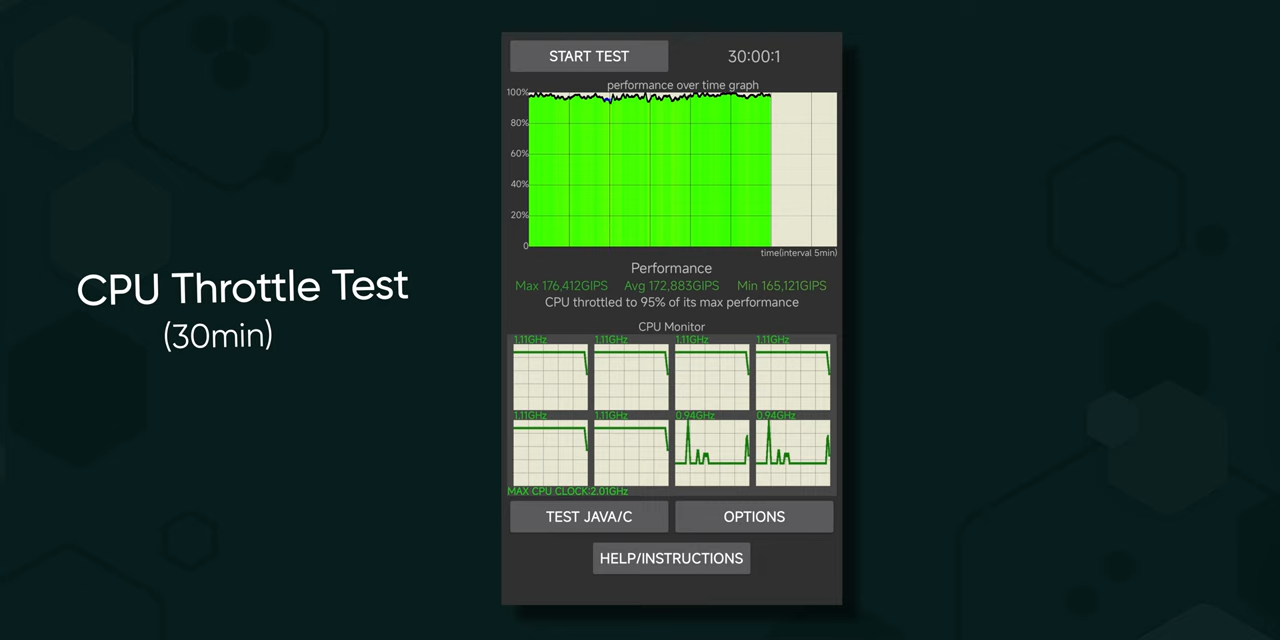 CPU Throttle Test
(30min)
START TEST
30:00:1
performance over time graph
100%
80%
60%
40%
20%
0
time(interval 5min)
Performance
Max 176,412GIPS Avg 172,883GIPS Min 165,121GIPS
CPU throttled to 95% of its max performance
CPU Monitor
1.11GHz 1.11GHz 1.11GHz 1.11GHz
1.11GHz 1.11GHz 0.94GHz 0.94GHz
MAX CPU CLOCK:2.01GHz
TEST JAVA/C
OPTIONS
HELP/INSTRUCTIONS